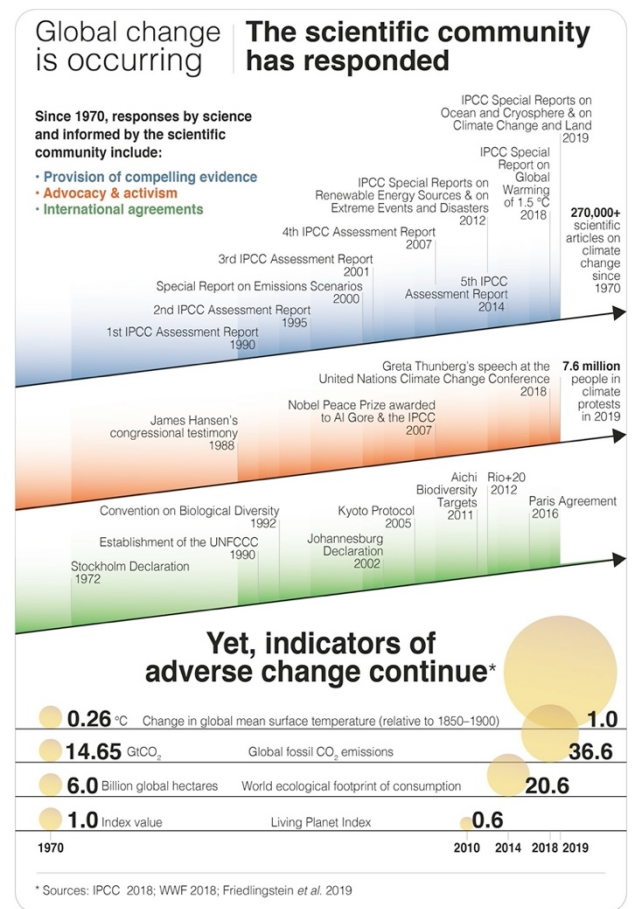 Global change
is occurring
The scientific community
has responded
Since 1970, responses by science
and informed by the scientific
community include:
· Provision of compelling evidence
· Advocacy & activism
· International agreements
IPCC Special Reports on
Ocean and Cryosphere & on
Climate Change and Land
2019
IPCC Special
Report on
Global
Warming
of 1.5 °C
2018
IPCC Special Reports on
Renewable Energy Sources & on
Extreme Events and Disasters
2012
4th IPCC Assessment Report
2007
3rd IPCC Assessment Report
2001
Special Report on Emissions Scenarios
2000
2nd IPCC Assessment Report
1995
1st IPCC Assessment Report
1990
5th IPCC
Assessment Report
2014
270,000+
scientific
articles on
climate
change
since
1970
Greta Thunberg's speech at the
United Nations Climate Change Conference
2018
7.6 million
people in
climate
protests
in 2019
Nobel Peace Prize awarded
to Al Gore & the IPCC
2007
James Hansen's
congressional testimony
1988
Aichi
Biodiversity
Targets
2011
Rio+20
2012
Paris Agreement
2016
Convention on Biological Diversity
1992
Kyoto Protocol
2005
Establishment of the UNFCCC
1990
Johannesburg
Declaration
2002
Stockholm Declaration
1972
Yet, indicators of
adverse change continue*
0.26 °C Change in global mean surface temperature (relative to 1850–1900) 1.0
14.65 GtCO₂ Global fossil CO₂ emissions 36.6
6.0 Billion global hectares World ecological footprint of consumption 20.6
1.0 Index value Living Planet Index 0.6
1970 2010 2014 2018 2019
* Sources: IPCC 2018; WWF 2018; Friedlingstein et al. 2019